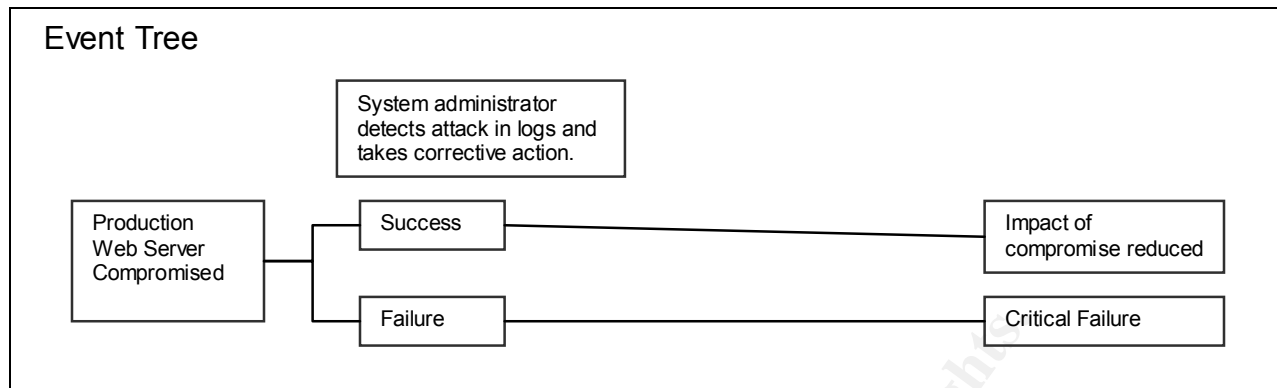 Event Tree
System administrator
detects attack in logs and
takes corrective action.
Production
Web Server
Compromised
Success
Impact of
compromise reduced
Failure
Critical Failure